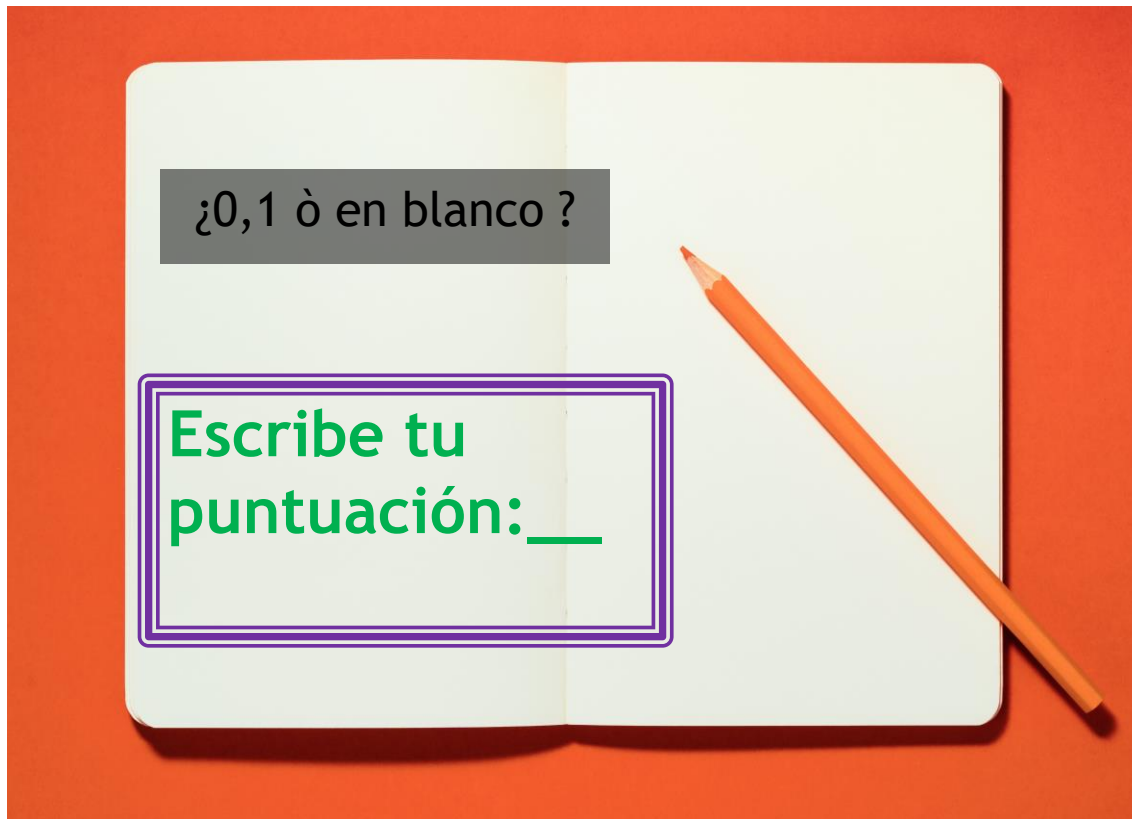 ¿0,1 ò en blanco ?
Escribe tu
puntuación:__